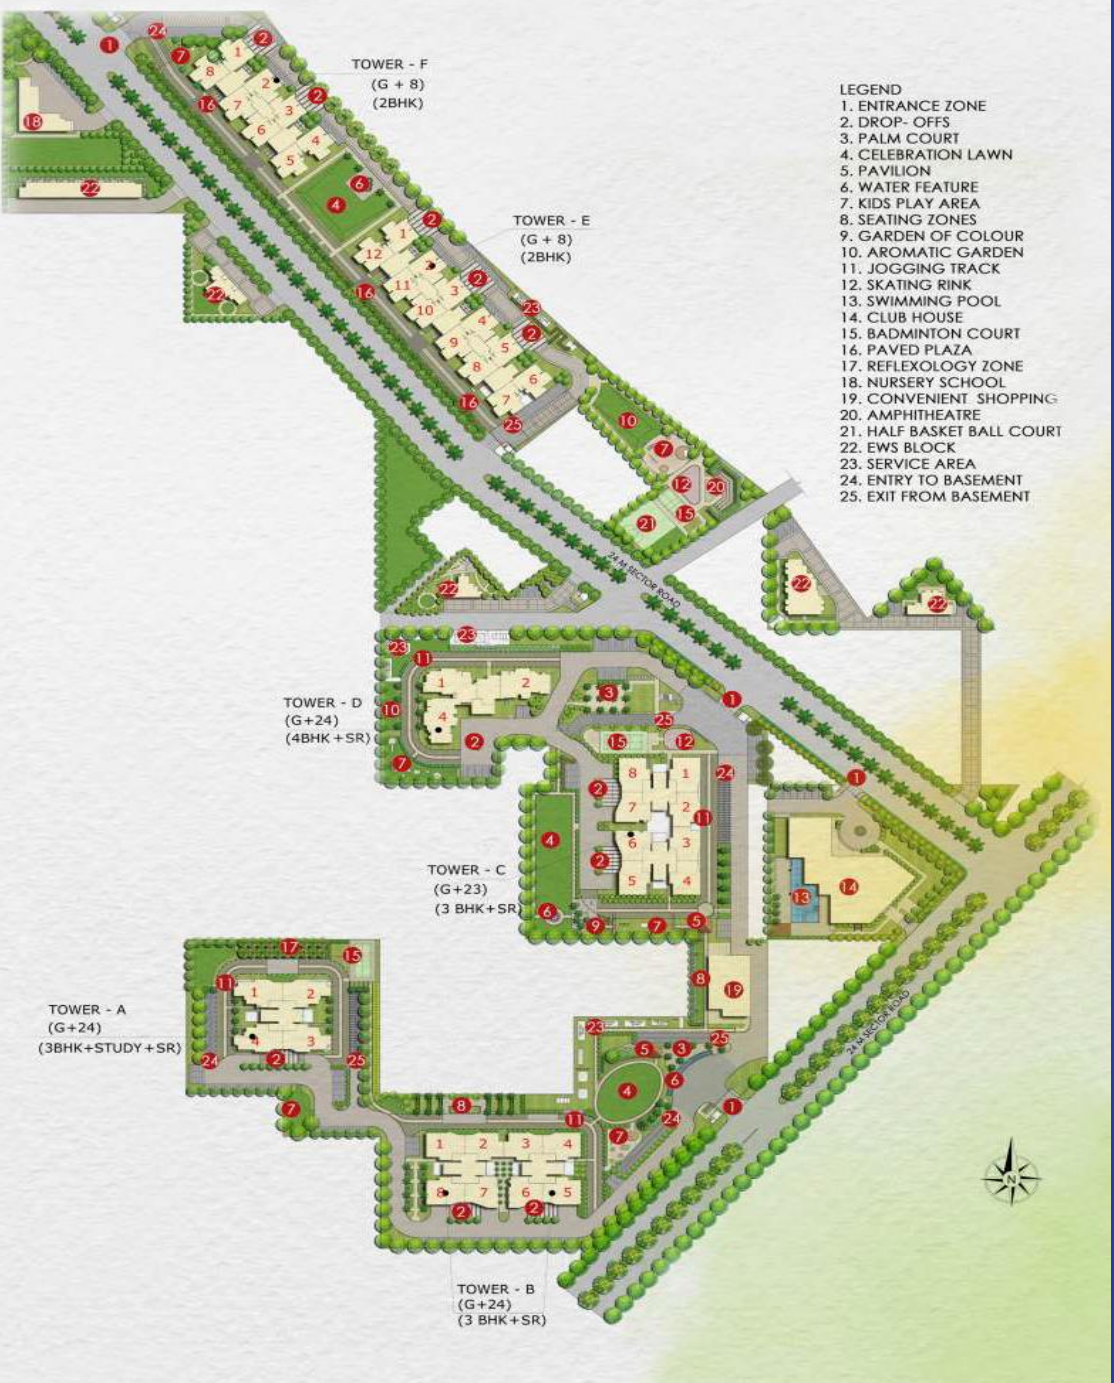 TOWER - F
(G + 8)
(2BHK)
TOWER - E
(G + 8)
(2BHK)
LEGEND
1. ENTRANCE ZONE
2. DROP- OFFS
3. PALM COURT
4. CELEBRATION LAWN
5. PAVILION
6. WATER FEATURE
7. KIDS PLAY AREA
8. SEATING ZONES
9. GARDEN OF COLOUR
10. AROMATIC GARDEN
11. JOGGING TRACK
12. SKATING RINK
13. SWIMMING POOL
14. CLUB HOUSE
15. BADMINTON COURT
16. PAVED PLAZA
17. REFLEXOLOGY ZONE
18. NURSERY SCHOOL
19. CONVENIENT SHOPPING
20. AMPHITHEATRE
21. HALF BASKET BALL COURT
22. EWS BLOCK
23. SERVICE AREA
24. ENTRY TO BASEMENT
25. EXIT FROM BASEMENT
24 M SECTOR ROAD
TOWER - D
(G+24)
(4BHK+SR)
TOWER - C
(G+23)
(3 BHK+SR)
TOWER - A
(G+24)
(3BHK+STUDY+SR)
24 M SECTOR ROAD
TOWER - B
(G+24)
(3 BHK+SR)
N